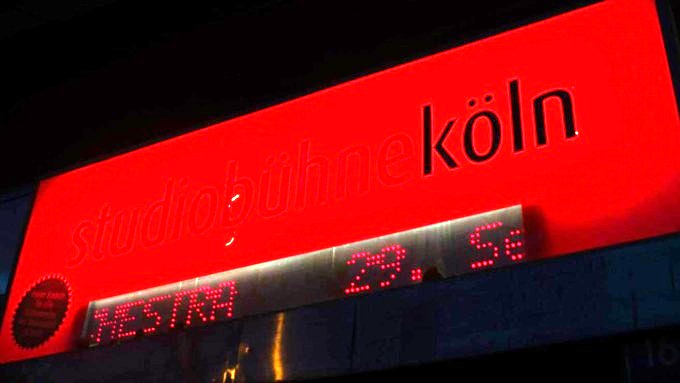 studiobühneköln
MESTRA 29. Se